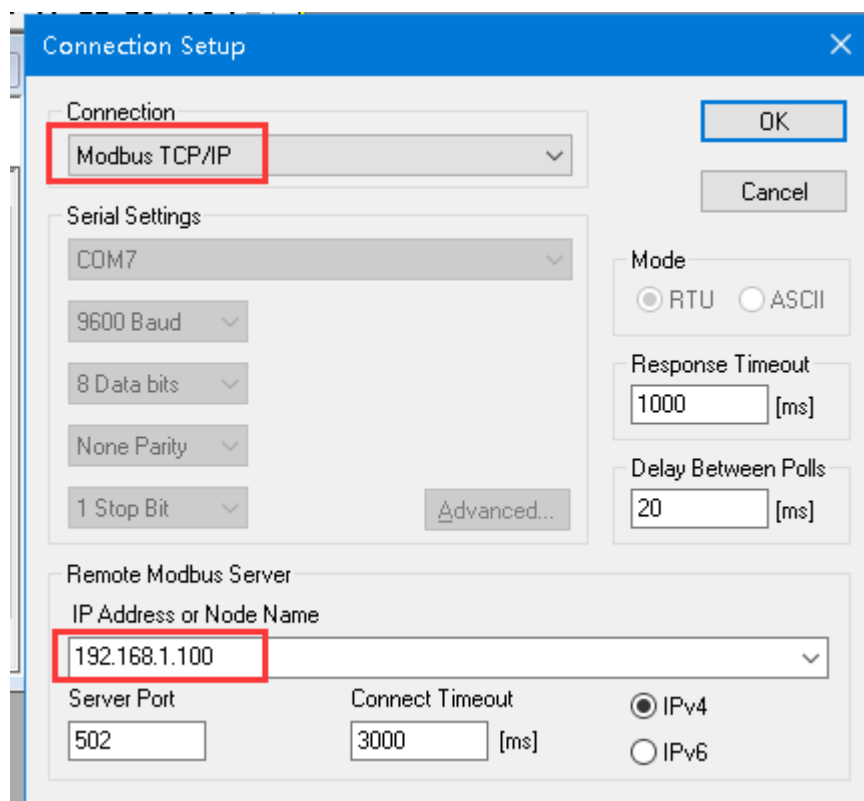 Connection Setup
Connection
OK
Modbus TCP/IP
Cancel
Serial Settings
COM7
Mode
RTU ASCII
9600 Baud
Response Timeout
8 Data bits
1000 [ms]
None Parity
Delay Between Polls
1 Stop Bit
Advanced...
20 [ms]
Remote Modbus Server
IP Address or Node Name
192.168.1.100
Server Port
Connect Timeout
IPv4
502
3000 [ms]
IPv6